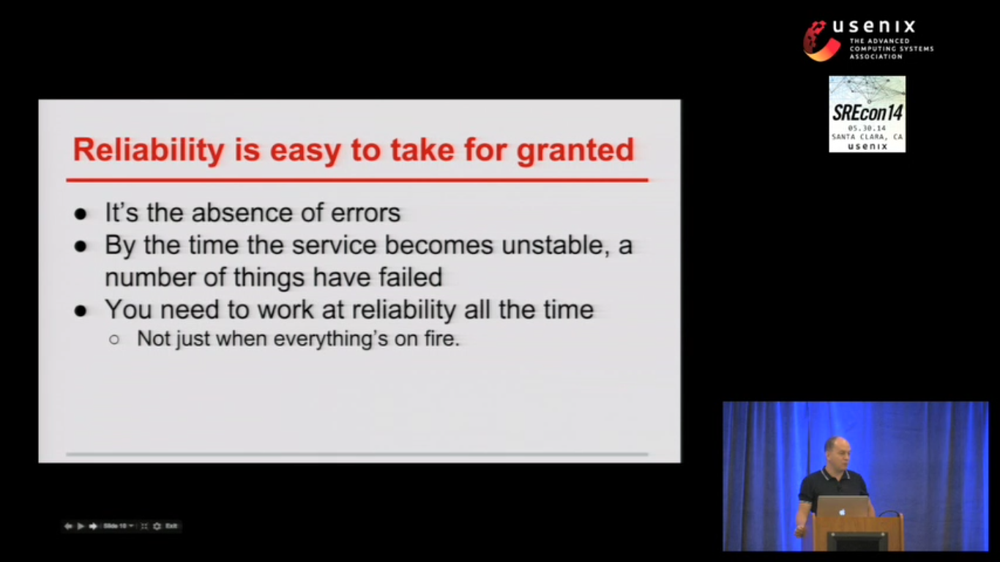 usenix
THE ADVANCED
COMPUTING SYSTEMS
ASSOCIATION
SREcon14
05.30.14
SANTA CLARA, CA
usenix
Reliability is easy to take for granted
● It's the absence of errors
● By the time the service becomes unstable, a
number of things have failed
● You need to work at reliability all the time
○ Not just when everything's on fire.
Slide 10
Exit